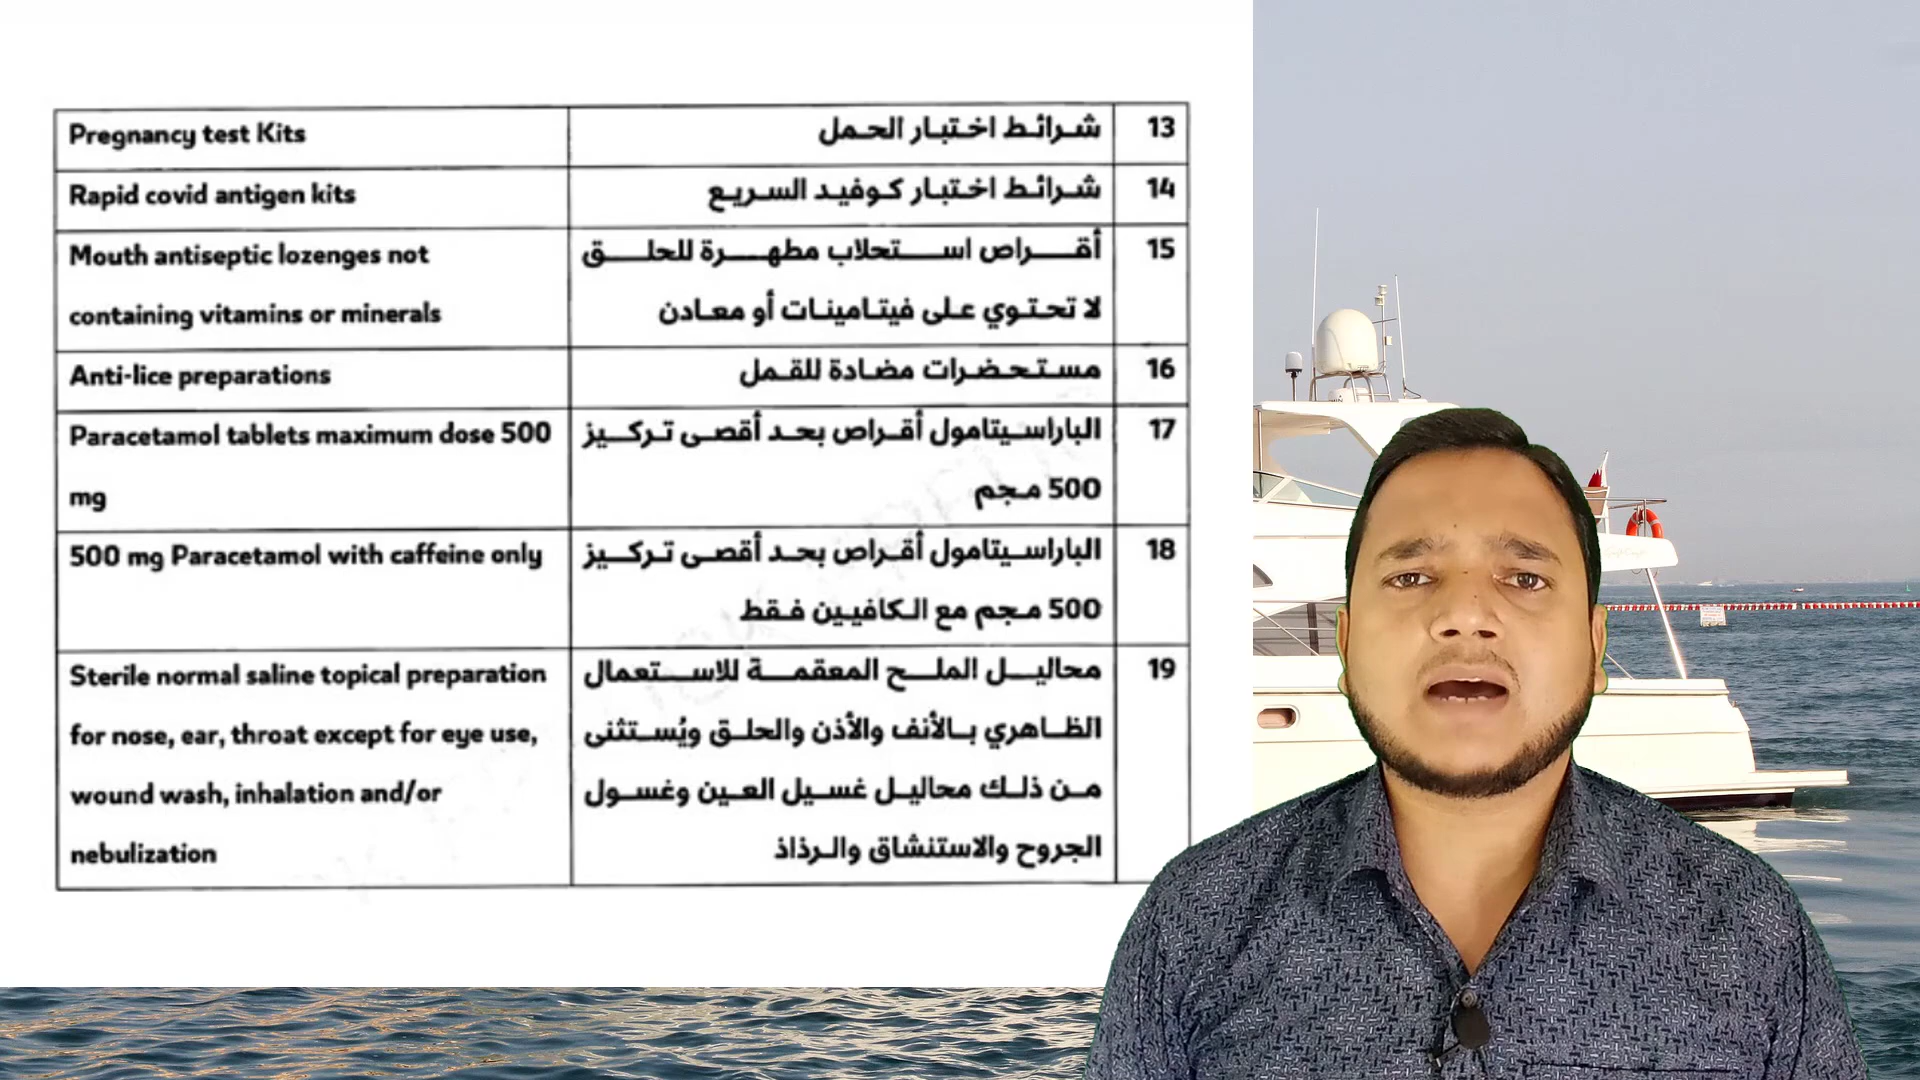 Pregnancy test Kits
شرائط اختبار الحمل
13
Rapid covid antigen kits
شرائط اختبار كوفيد السريع
14
Mouth antiseptic lozenges not
containing vitamins or minerals
أقراص استحلاب مطهرة للحلق
لا تحتوي على فيتامينات أو معادن
15
Anti-lice preparations
مستحضرات مضادة للقمل
16
Paracetamol tablets maximum dose 500
mg
الباراسيتامول أقراص بحد أقصى تركيز
500 مجم
17
500 mg Paracetamol with caffeine only
الباراسيتامول أقراص بحد أقصى تركيز
500 مجم مع الكافيين فقط
18
Sterile normal saline topical preparation
for nose, ear, throat except for eye use,
wound wash, inhalation and/or
nebulization
محاليل الملح المعقمة للاستعمال
الظاهري بالأنف والأذن والحلق ويُستثنى
من ذلك محاليل غسيل العين وغسول
الجروح والاستنشاق والرذاذ
19